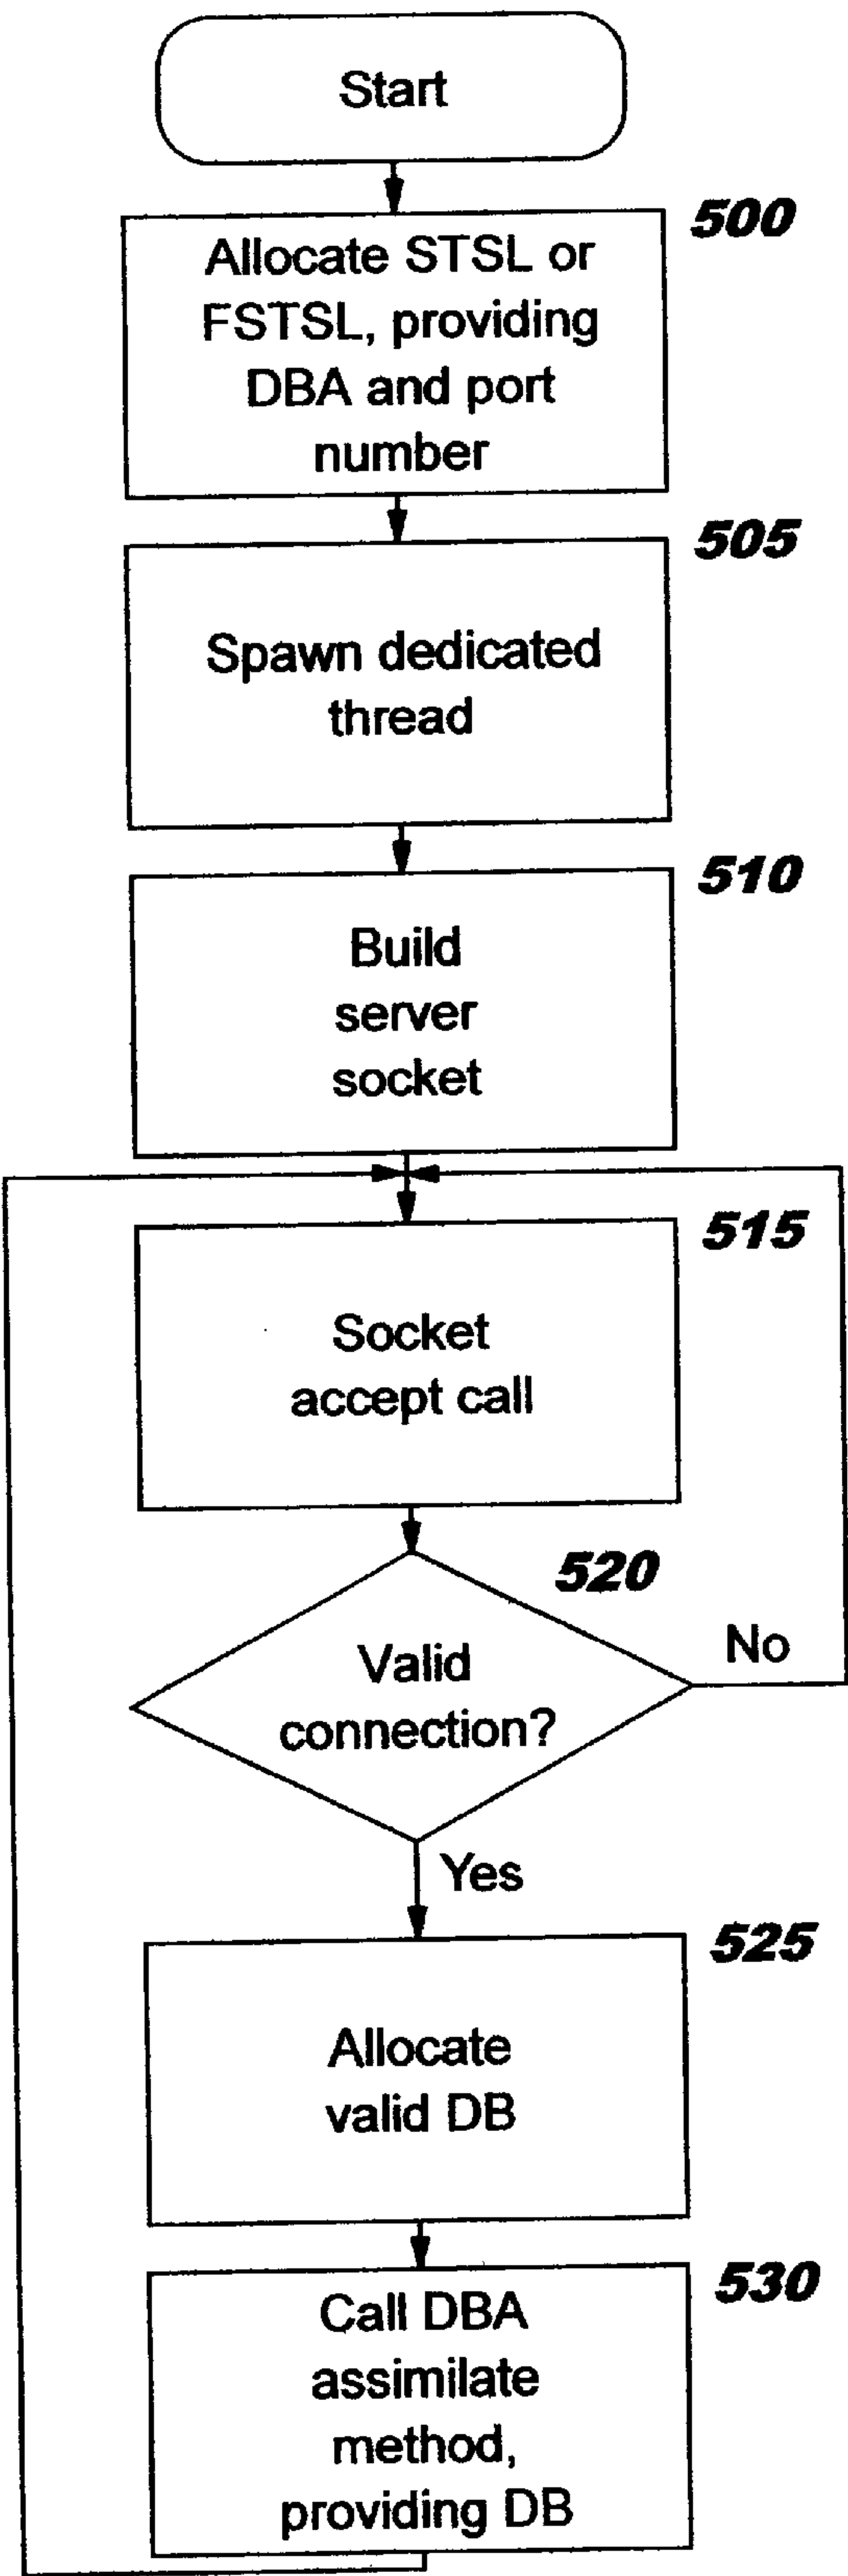 Start
500
Allocate STSL or
FSTSL, providing
DBA and port
number
505
Spawn dedicated
thread
510
Build
server
socket
515
Socket
accept call
520
Valid
connection?
No
Yes
525
Allocate
valid DB
530
Call DBA
assimilate
method,
providing DB